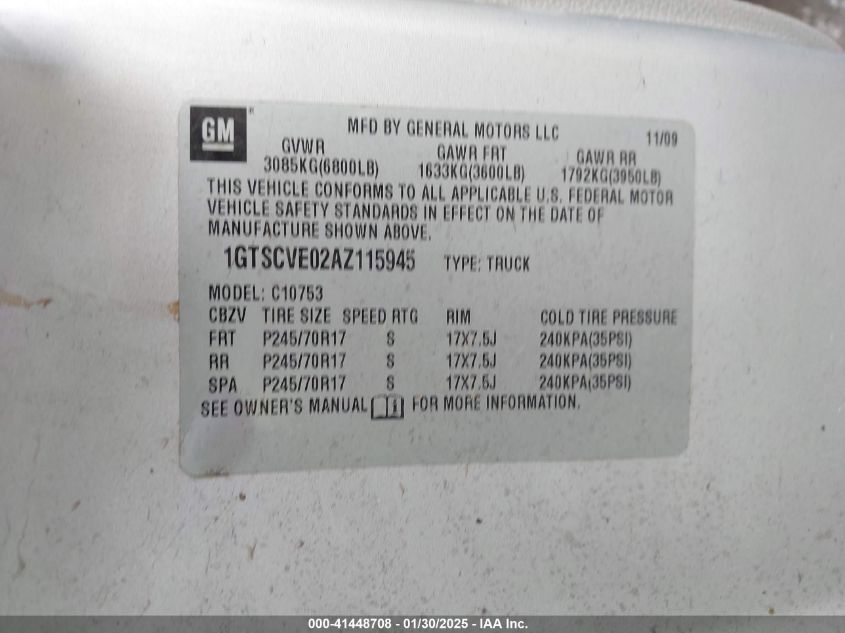 GM ®
MFD BY GENERAL MOTORS LLC 11/09
GVWR GAWR FRT GAWR RR
3085KG(6800LB) 1633KG(3600LB) 1792KG(3950LB)
THIS VEHICLE CONFORMS TO ALL APPLICABLE U.S. FEDERAL MOTOR
VEHICLE SAFETY STANDARDS IN EFFECT ON THE DATE OF
MANUFACTURE SHOWN ABOVE.
1GTSCVE02AZ115945 TYPE: TRUCK
MODEL: C10753
CBZV TIRE SIZE SPEED RTG RIM COLD TIRE PRESSURE
FRT P245/70R17 S 17X7.5J 240KPA(35PSI)
RR P245/70R17 S 17X7.5J 240KPA(35PSI)
SPA P245/70R17 S 17X7.5J 240KPA(35PSI)
SEE OWNER'S MANUAL i FOR MORE INFORMATION.
000-41448708 - 01/30/2025 - IAA Inc.